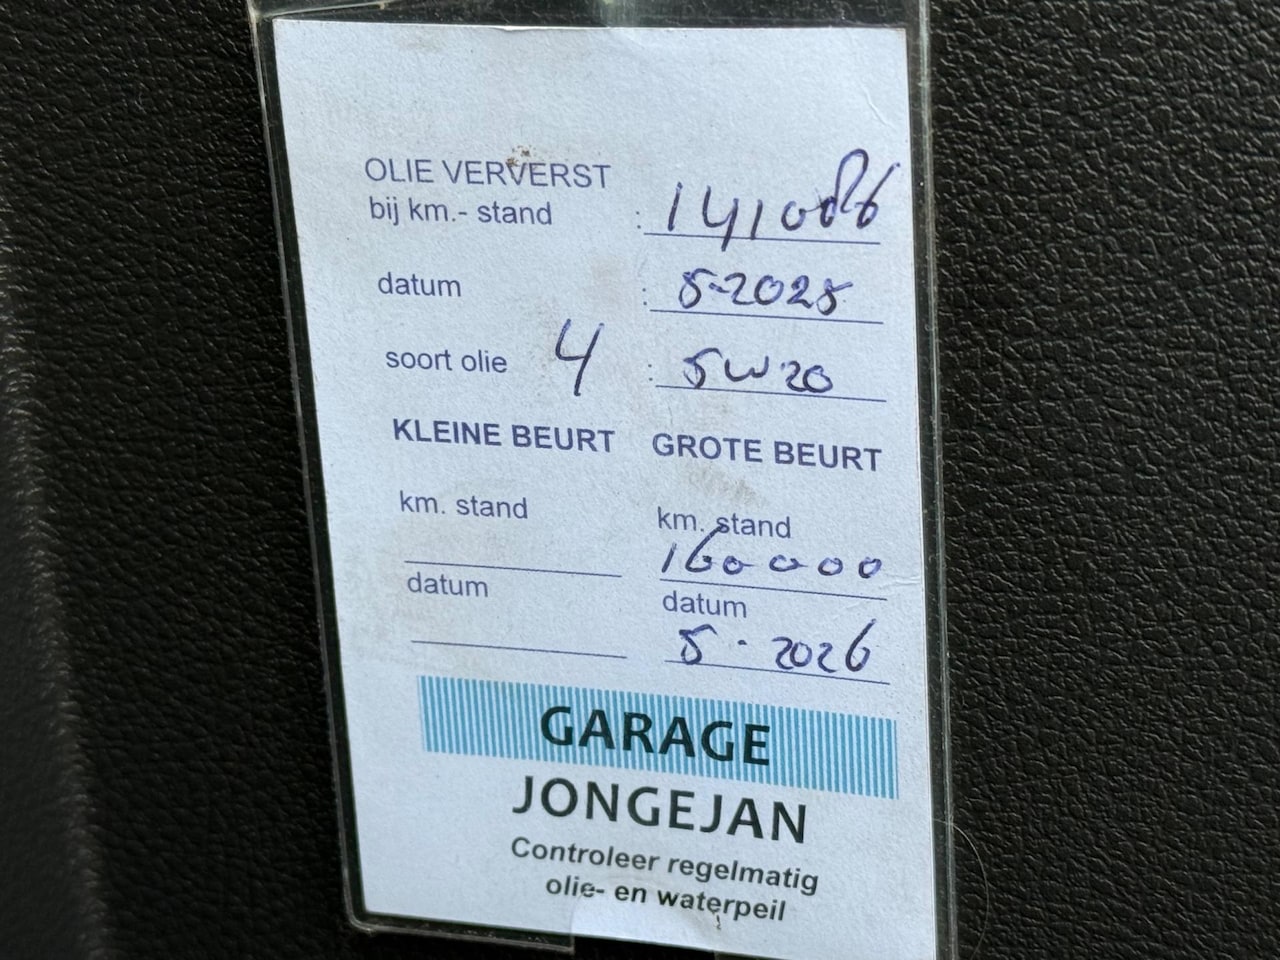 OLIE VERVERST
bij km.- stand : 141086
datum : 5-2025
soort olie 4 : 5W20
KLEINE BEURT GROTE BEURT
km. stand km. stand
160000
datum datum
5-2026
GARAGE
JONGEJAN
Controleer regelmatig
olie- en waterpeil